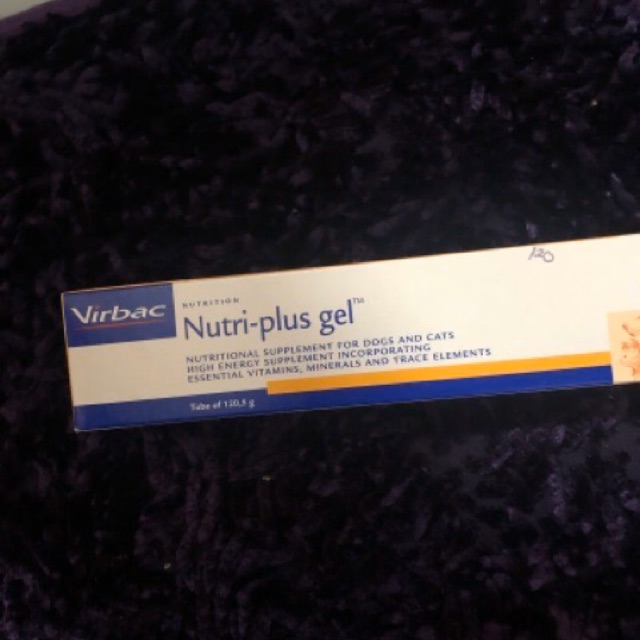 120
Virbac
NUTRITION
Nutri-plus gel™
NUTRITIONAL SUPPLEMENT FOR DOGS AND CATS
HIGH ENERGY SUPPLEMENT INCORPORATING
ESSENTIAL VITAMINS, MINERALS AND TRACE ELEMENTS
Tube of 120,5 g